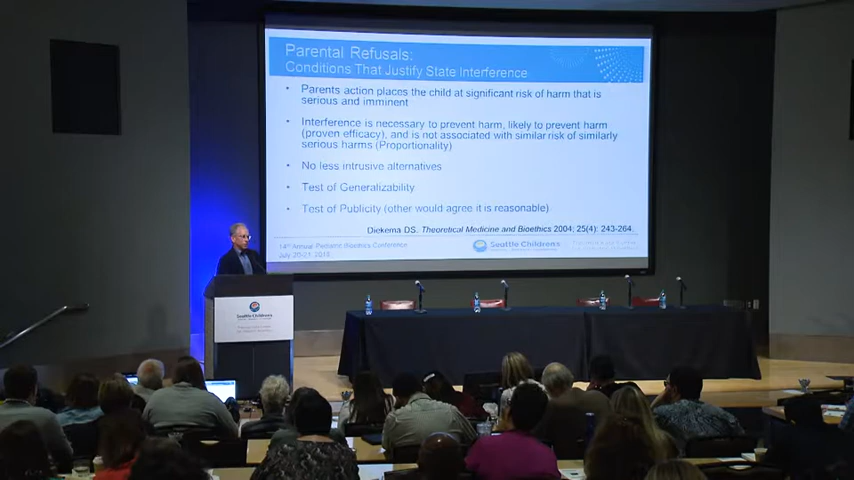 Parental Refusals:
Conditions That Justify State Interference
• Parents action places the child at significant risk of harm that is
serious and imminent
• Interference is necessary to prevent harm, likely to prevent harm
(proven efficacy), and is not associated with similar risk of similarly
serious harms (Proportionality)
• No less intrusive alternatives
• Test of Generalizability
• Test of Publicity (other would agree it is reasonable)
Diekema DS. Theoretical Medicine and Bioethics 2004; 25(4): 243-264.
14th Annual Pediatric Bioethics Conference
July 20-21, 2018
Seattle Children's
Seattle Children's